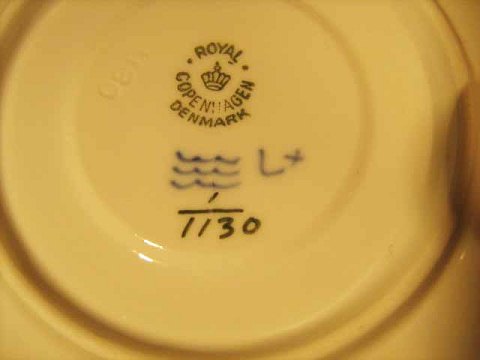 ROYAL
COPENHAGEN
DENMARK
L+
1
1130